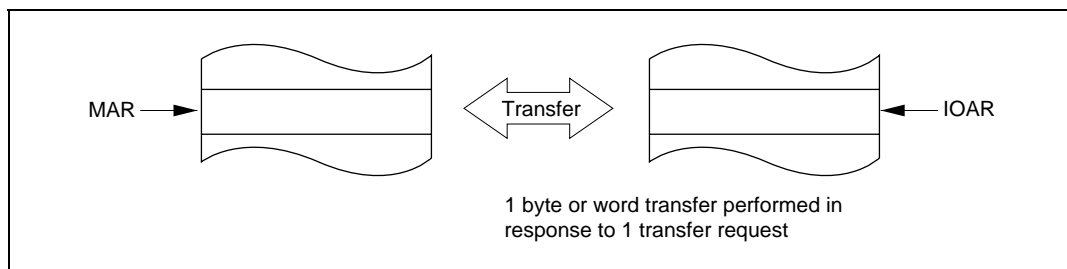 MAR
Transfer
IOAR
1 byte or word transfer performed in
response to 1 transfer request